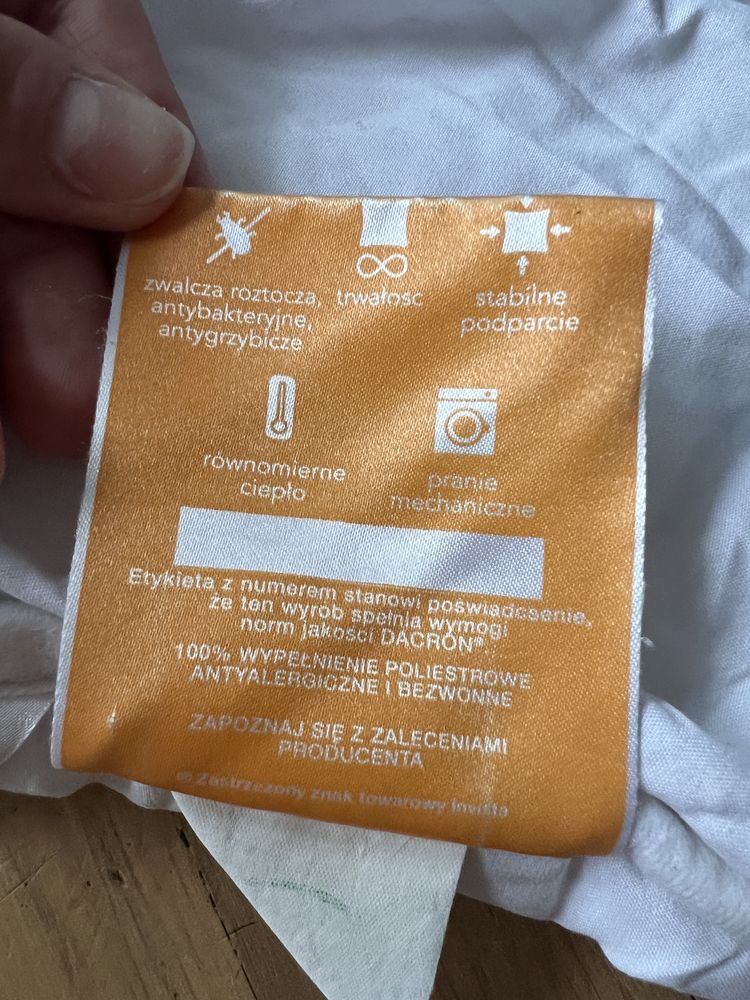 zwalcza roztocza,
antybakteryjne,
antygrzybicze
trwałość
stabilne
podparcie
równomierne
ciepło
pranie
mechaniczne
Etykieta z numerem stanowi poświadczenie,
że ten wyrób spełnia wymogi
norm jakości DACRON®
100% WYPEŁNIENIE POLIESTROWE
ANTYALERGICZNE I BEZWONNE
ZAPOZNAJ SIĘ Z ZALECENIAMI
PRODUCENTA
® Zastrzeżony znak towarowy Invista